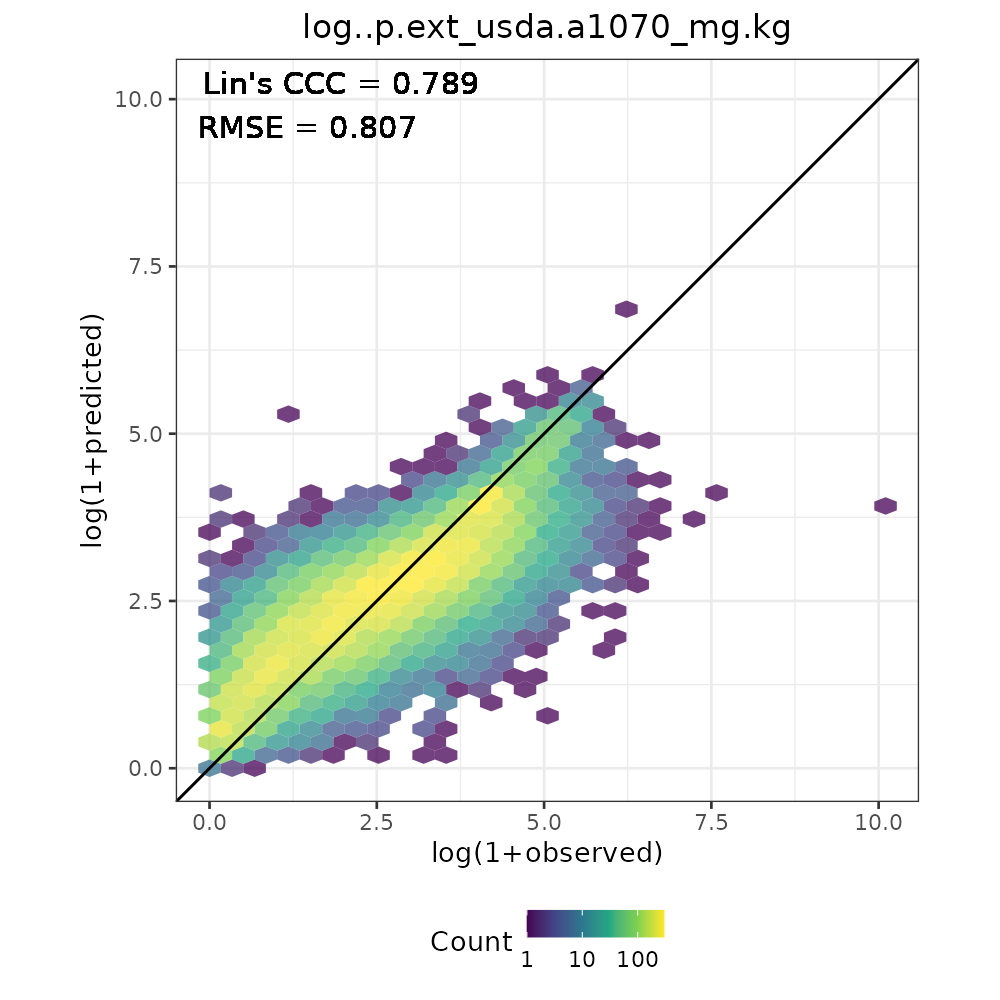 log..p.ext_usda.a1070_mg.kg
Lin's CCC = 0.789
RMSE = 0.807
10.0
7.5
5.0
2.5
0.0
log(1+predicted)
0.0 2.5 5.0 7.5 10.0
log(1+observed)
Count
1 10 100